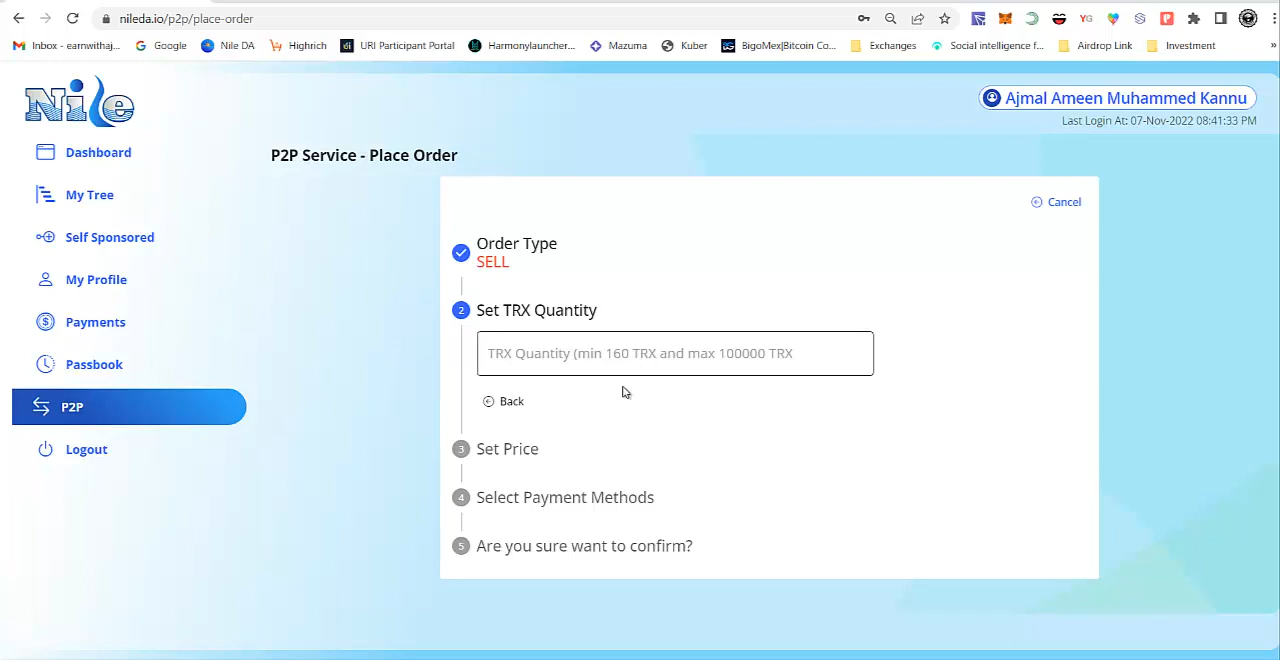 nileda.io/p2p/place-order
YG
Inbox - earnwithaj...
Google
Nile DA
Highrich
URI Participant Portal
Harmonylauncher...
Mazuma
Kuber
BigoMex|Bitcoin Co...
Exchanges
Social intelligence f...
Airdrop Link
Investment
»
Nile
Ajmal Ameen Muhammed Kannu
Last Login At: 07-Nov-2022 08:41:33 PM
Dashboard
My Tree
Self Sponsored
My Profile
Payments
Passbook
P2P
Logout
P2P Service - Place Order
Cancel
Order Type
SELL
2 Set TRX Quantity
TRX Quantity (min 160 TRX and max 100000 TRX
Back
3 Set Price
4 Select Payment Methods
5 Are you sure want to confirm?